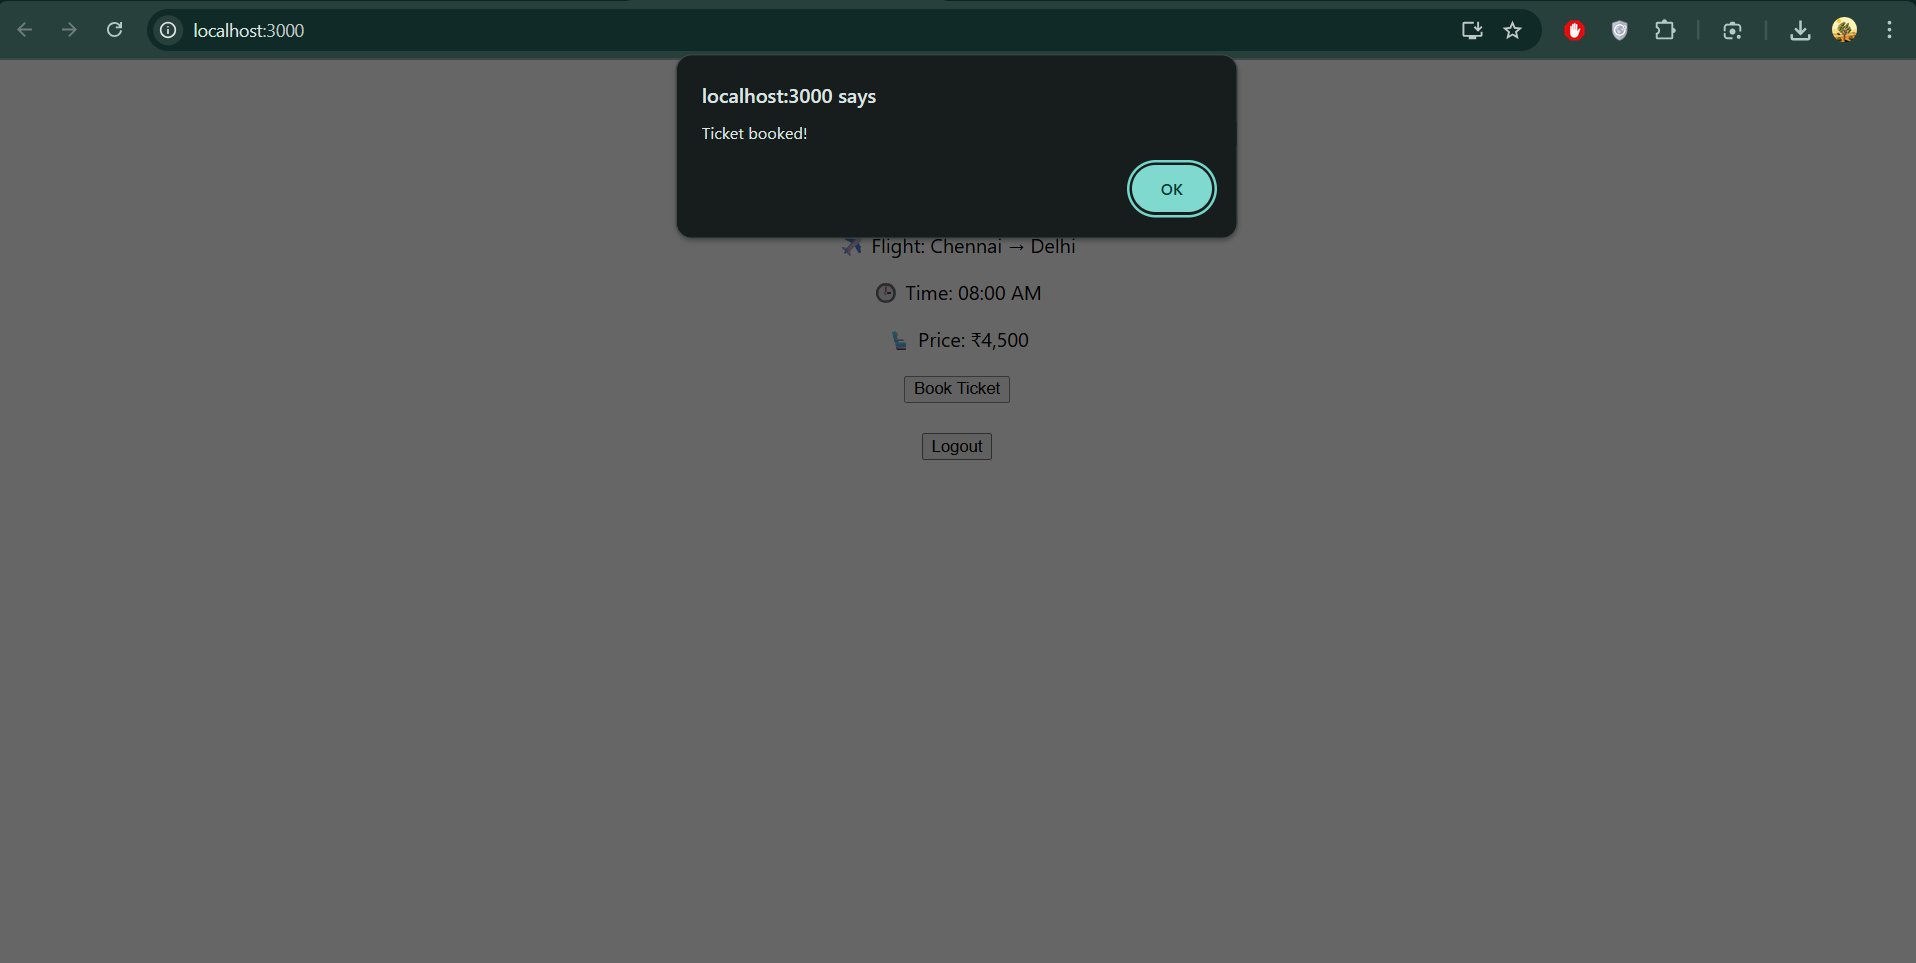 localhost:3000
localhost:3000 says
Ticket booked!
OK
Flight: Chennai → Delhi
Time: 08:00 AM
Price: ₹4,500
Book Ticket
Logout